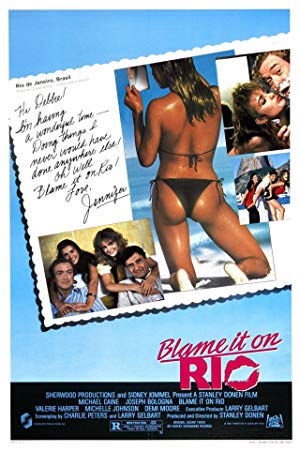 Rio de Janeiro, Brasil
Hi Debbie!
I'm having
a wonderful time—
Doing things I
never would have
done anywhere else!
Oh Well.
Blame it on Rio!
Love,
Jennifer
Blame it on
RIO
SHERWOOD PRODUCTIONS and SIDNEY KIMMEL Present A STANLEY DONEN FILM
MICHAEL CAINE JOSEPH BOLOGNA BLAME IT ON RIO
VALERIE HARPER MICHELLE JOHNSON DEMI MOORE Executive Producer LARRY GELBART
Screenplay by CHARLIE PETERS and LARRY GELBART Produced and Directed by STANLEY DONEN
R RESTRICTED